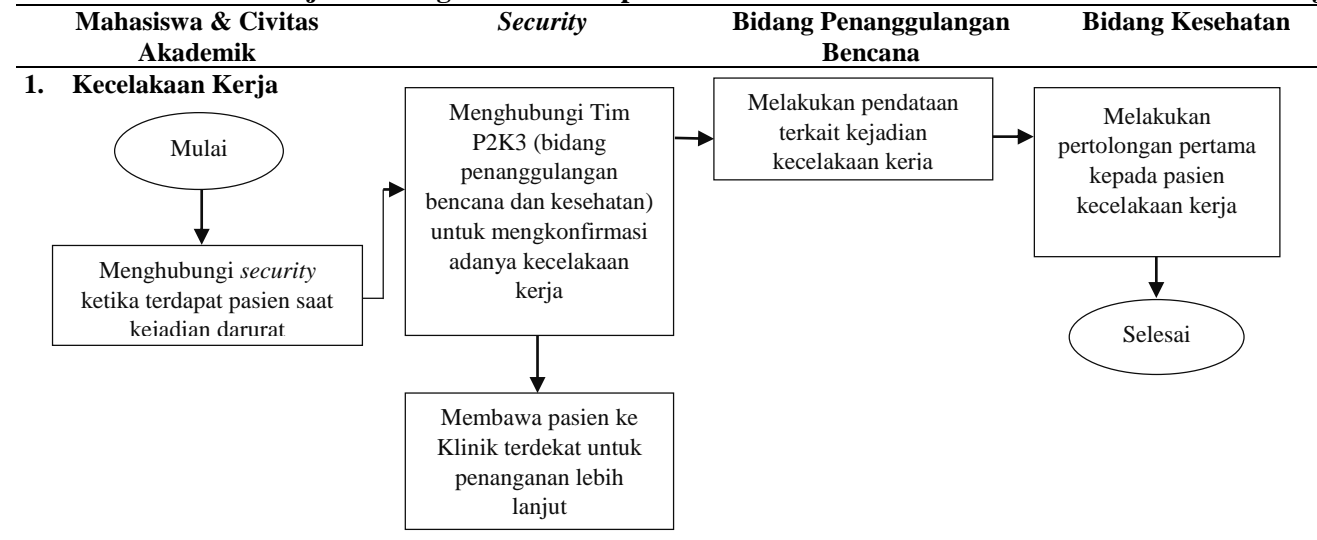 Mahasiswa & Civitas
Akademik
Security
Bidang Penanggulangan
Bencana
Bidang Kesehatan
1. Kecelakaan Kerja
Mulai
Menghubungi security
ketika terdapat pasien saat
kejadian darurat
Menghubungi Tim
P2K3 (bidang
penanggulangan
bencana dan kesehatan)
untuk mengkonfirmasi
adanya kecelakaan
kerja
Membawa pasien ke
Klinik terdekat untuk
penanganan lebih
lanjut
Melakukan pendataan
terkait kejadian
kecelakaan kerja
Melakukan
pertolongan pertama
kepada pasien
kecelakaan kerja
Selesai